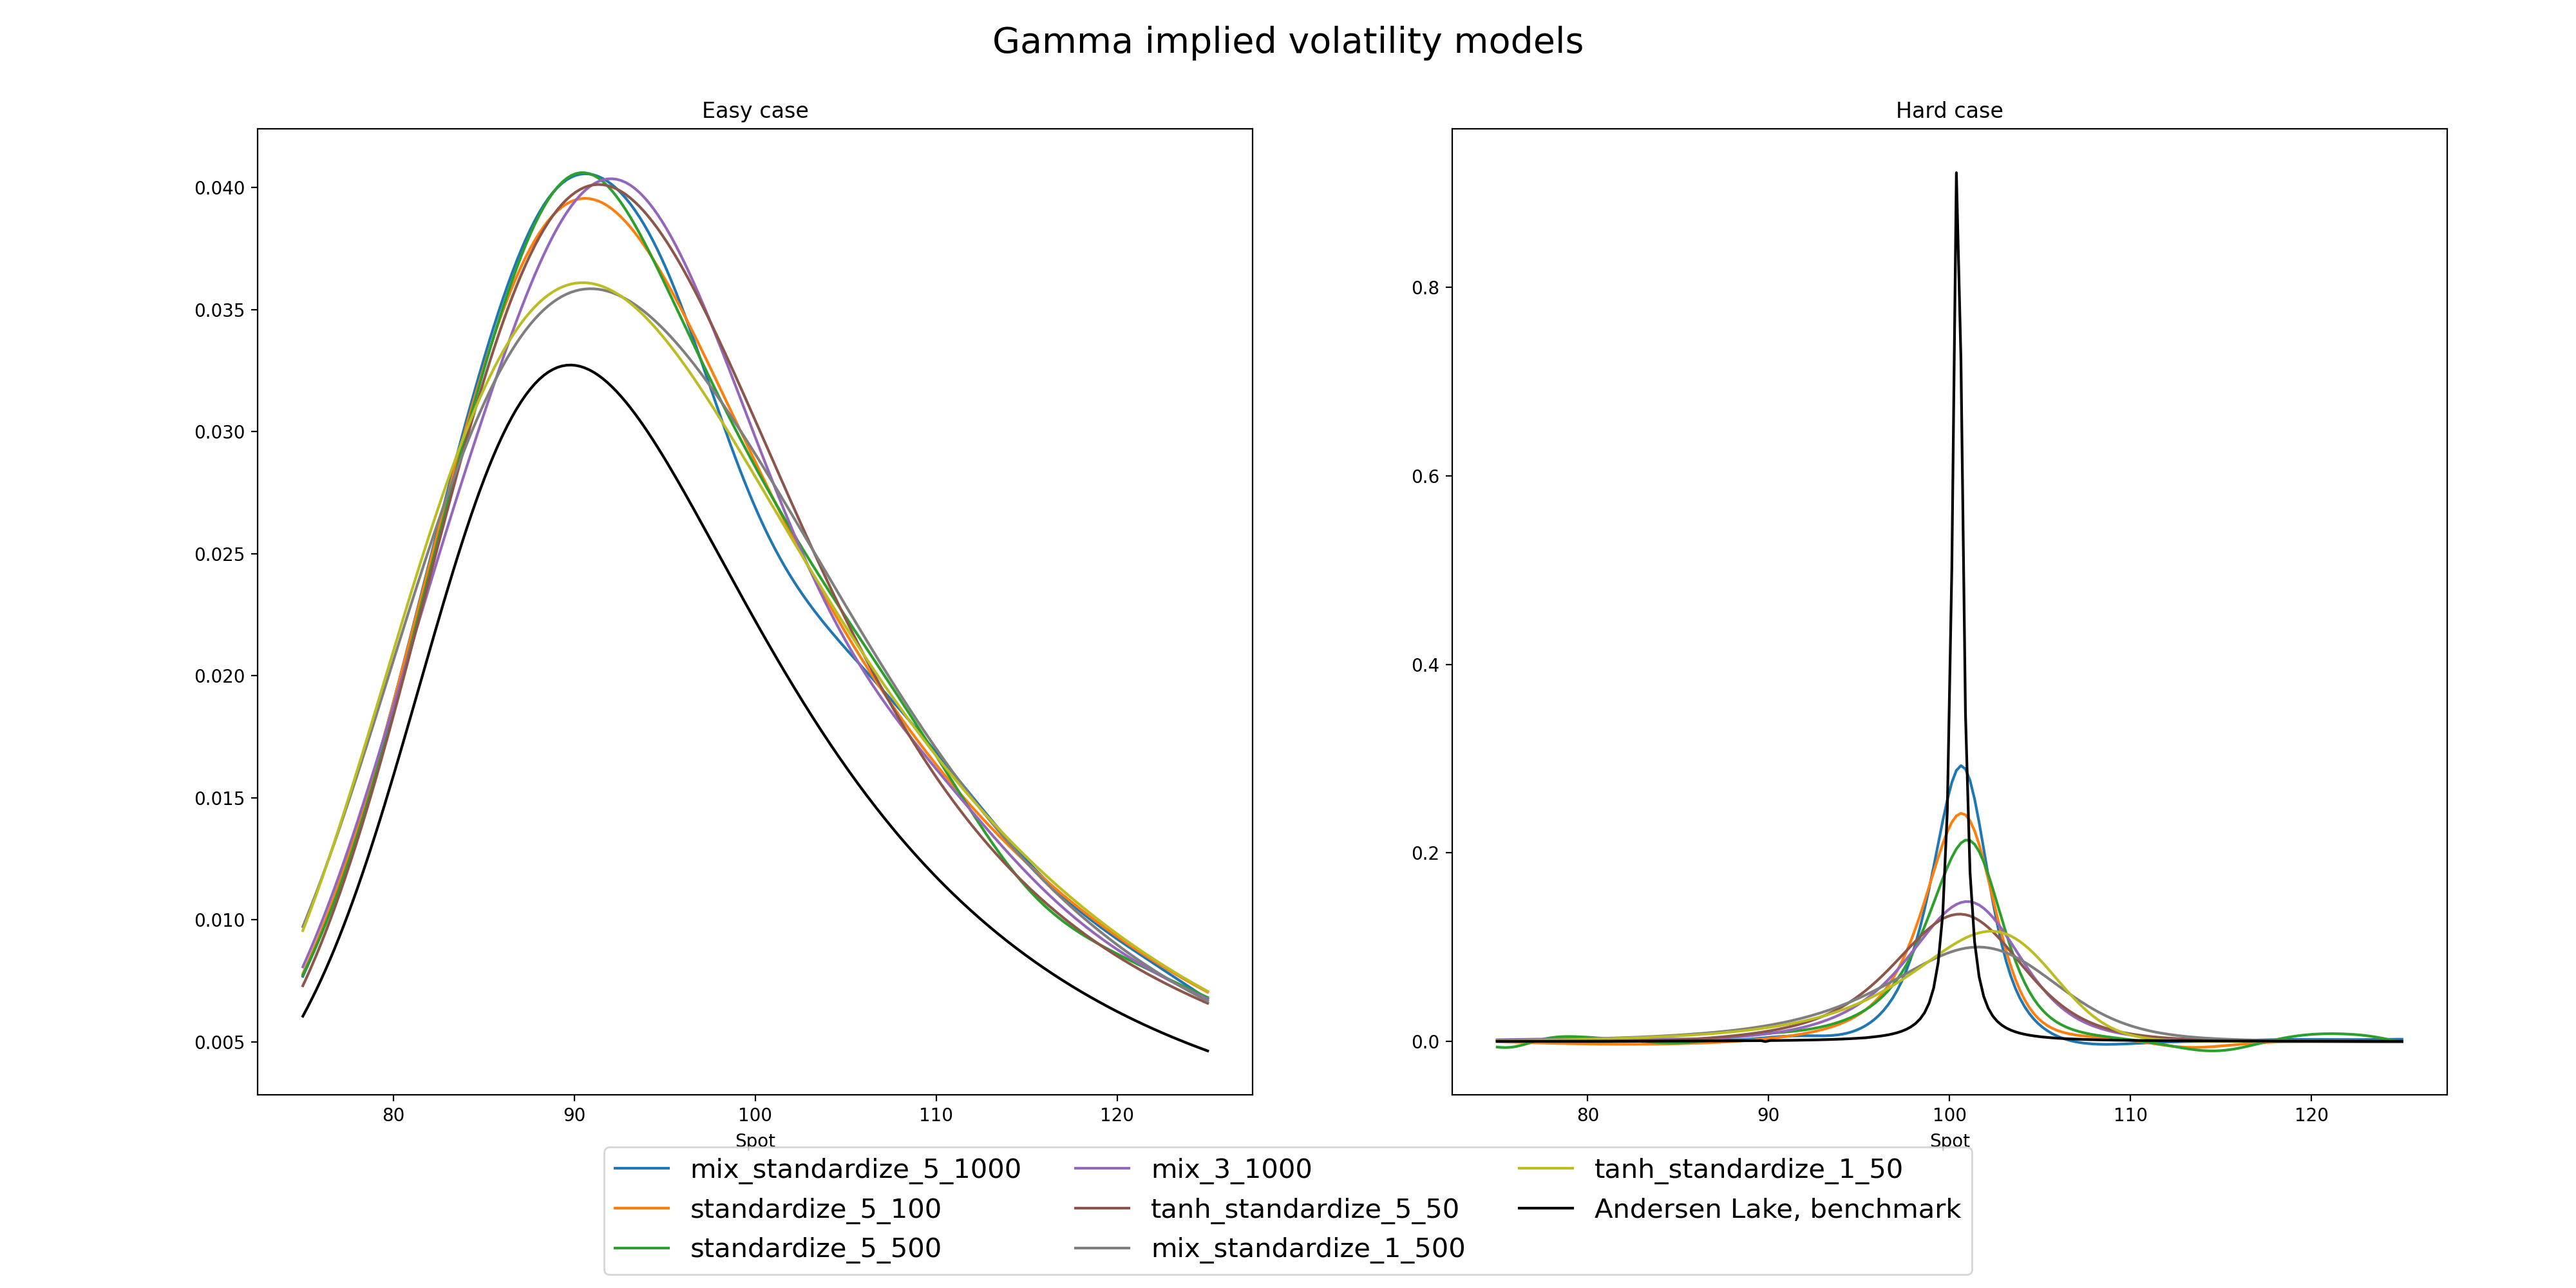 Gamma implied volatility models
Easy case
0.040
0.035
0.030
0.025
0.020
0.015
0.010
0.005
80 90 100 110 120
Spot
Hard case
0.8
0.6
0.4
0.2
0.0
80 90 100 110 120
Spot
mix_standardize_5_1000
standardize_5_100
standardize_5_500
mix_3_1000
tanh_standardize_5_50
mix_standardize_1_500
tanh_standardize_1_50
Andersen Lake, benchmark